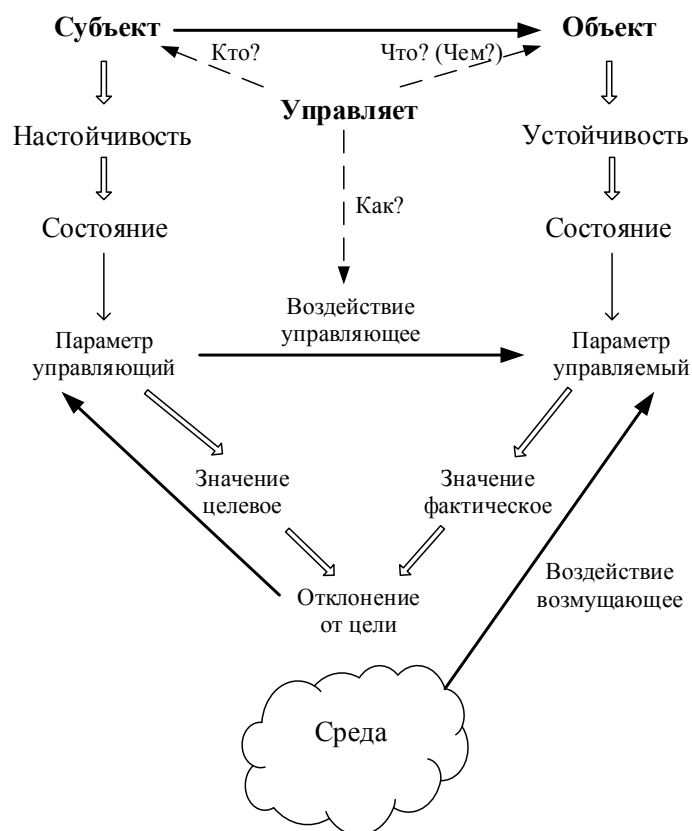 Субъект
Объект
Кто?
Что? (Чем?)
Управляет
Настойчивость
Устойчивость
Как?
Состояние
Состояние
Воздействие
управляющее
Параметр
управляющий
Параметр
управляемый
Значение
целевое
Значение
фактическое
Воздействие
возмущающее
Отклонение
от цели
Среда